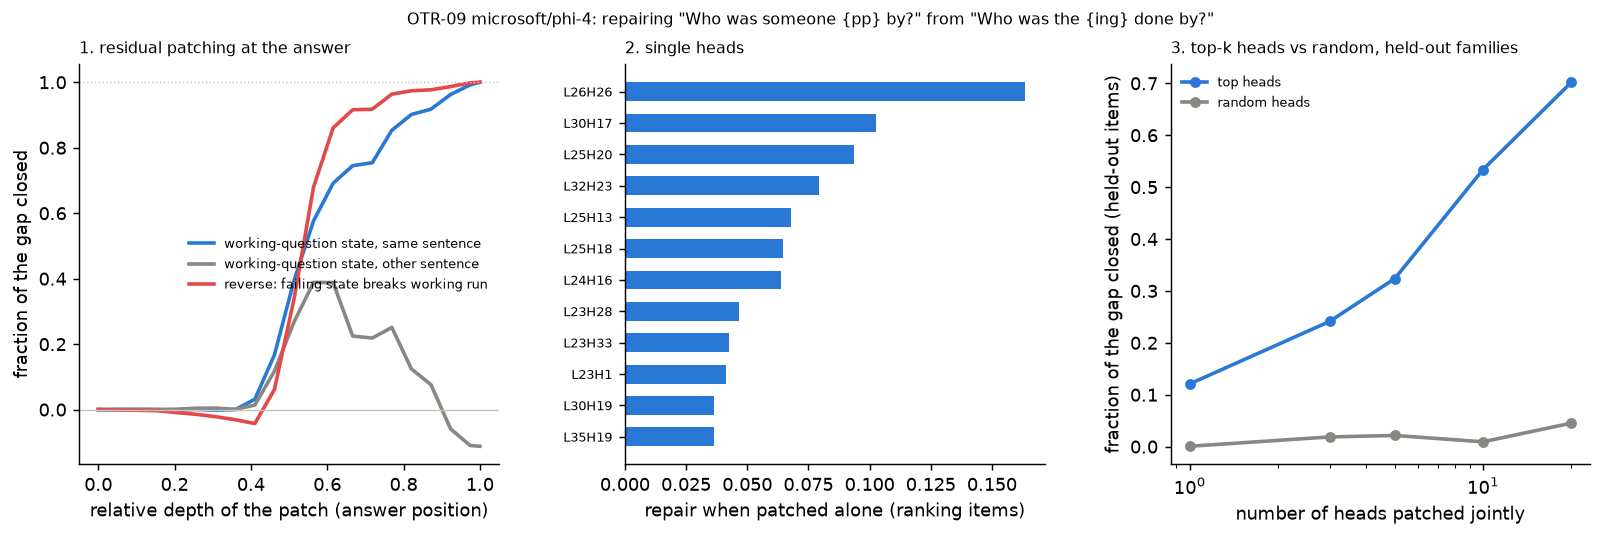 OTR-09 microsoft/phi-4: repairing "Who was someone {pp} by?" from "Who was the {ing} done by?"
1. residual patching at the answer
fraction of the gap closed
1.0
0.8
0.6
0.4
0.2
0.0
working-question state, same sentence
working-question state, other sentence
reverse: failing state breaks working run
0.0 0.2 0.4 0.6 0.8 1.0
relative depth of the patch (answer position)
2. single heads
L26H26
L30H17
L25H20
L32H23
L25H13
L25H18
L24H16
L23H28
L23H33
L23H1
L30H19
L35H19
0.000 0.025 0.050 0.075 0.100 0.125 0.150
repair when patched alone (ranking items)
3. top-k heads vs random, held-out families
fraction of the gap closed (held-out items)
0.7
0.6
0.5
0.4
0.3
0.2
0.1
0.0
top heads
random heads
10⁰ 10¹
number of heads patched jointly